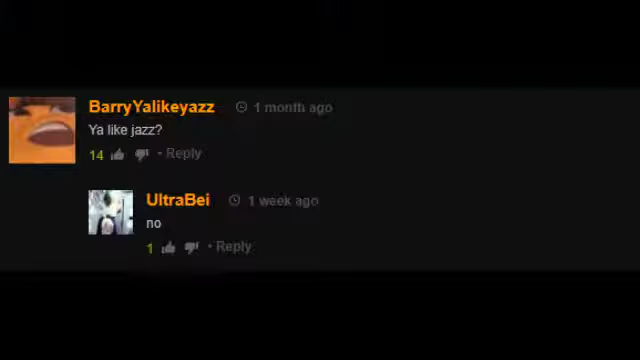 BarryYalikeyazz 1 month ago
Ya like jazz?
14 • Reply
UltraBei 1 week ago
no
1 • Reply